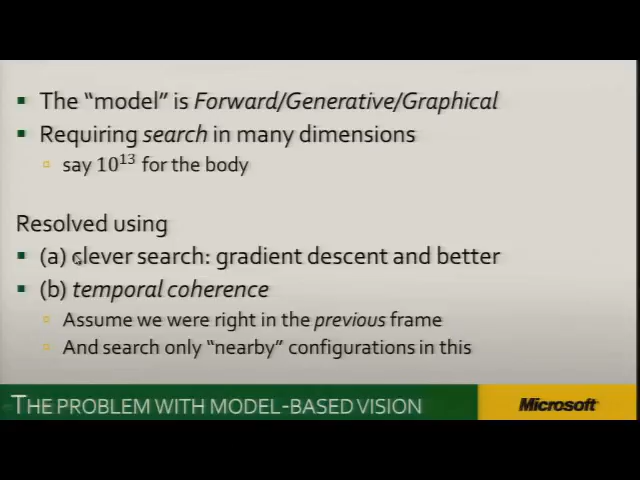 The “model” is Forward/Generative/Graphical
Requiring search in many dimensions
say 10¹³ for the body
Resolved using
(a) clever search: gradient descent and better
(b) temporal coherence
Assume we were right in the previous frame
And search only “nearby” configurations in this
THE PROBLEM WITH MODEL-BASED VISION
Microsoft